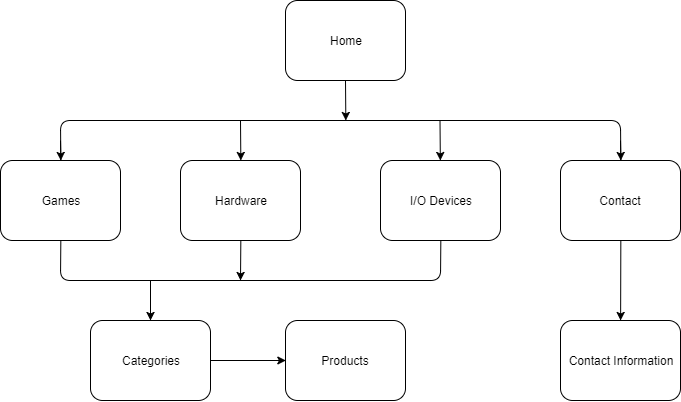 Home
Games
Hardware
I/O Devices
Contact
Categories
Products
Contact Information